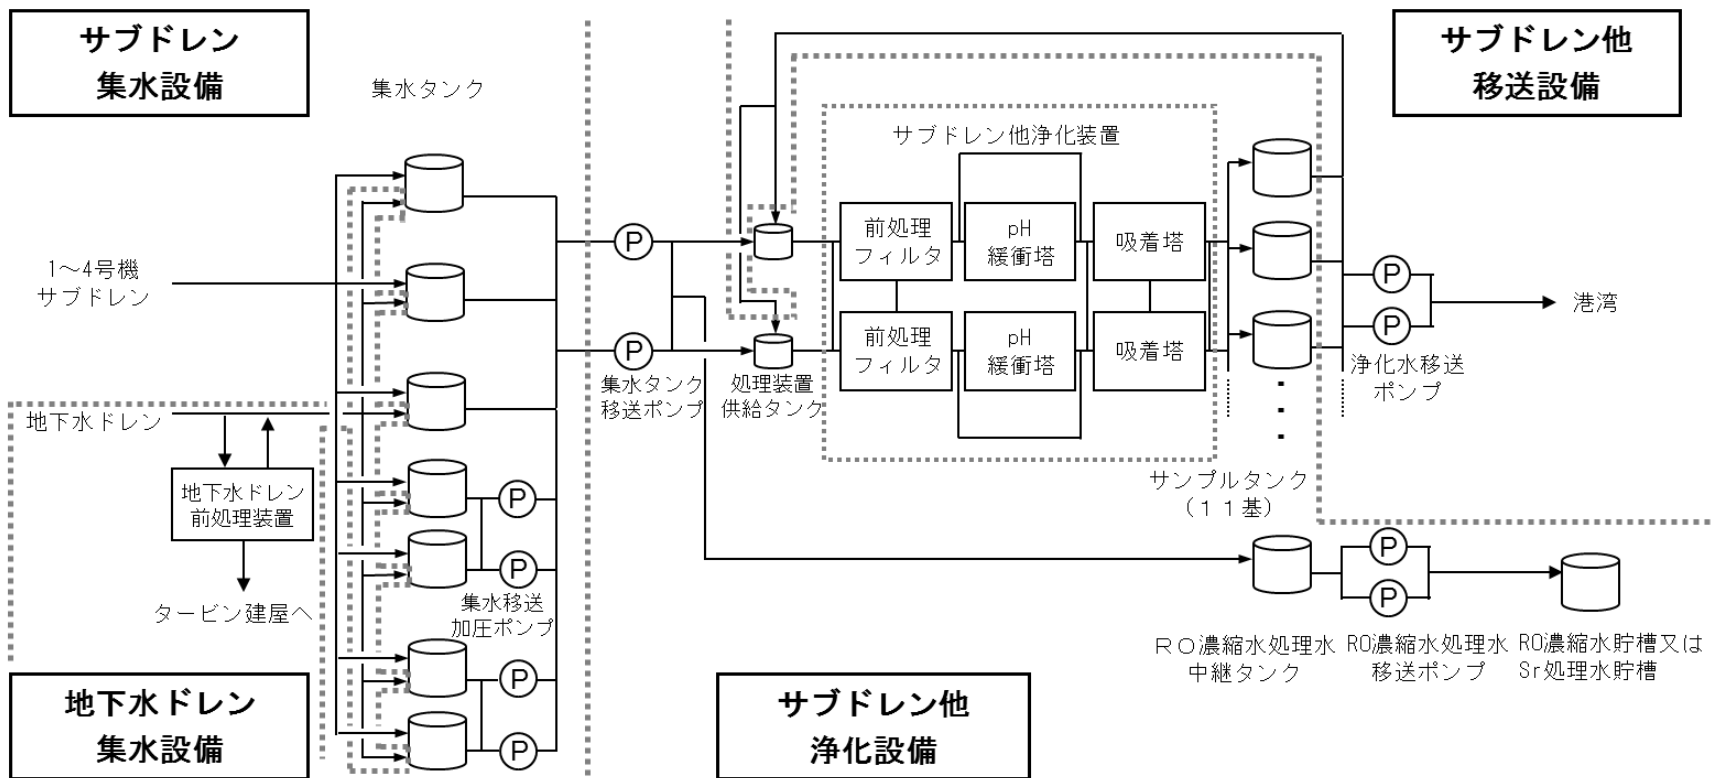 サブドレン
集水設備
集水タンク
サブドレン他
移送設備
サブドレン他浄化装置
前処理
フィルタ
pH
緩衝塔
吸着塔
1～4号機
サブドレン
P
P
P
P
港湾
前処理
フィルタ
pH
緩衝塔
吸着塔
集水タンク
移送ポンプ
処理装置
供給タンク
浄化水移送
ポンプ
地下水ドレン
地下水ドレン
前処理装置
タービン建屋へ
P
P
集水移送
加圧ポンプ
P
P
サンプルタンク
（１１基）
P
P
ＲＯ濃縮水処理水
中継タンク
RO濃縮水処理水
移送ポンプ
RO濃縮水貯槽又は
Sr処理水貯槽
地下水ドレン
集水設備
サブドレン他
浄化設備